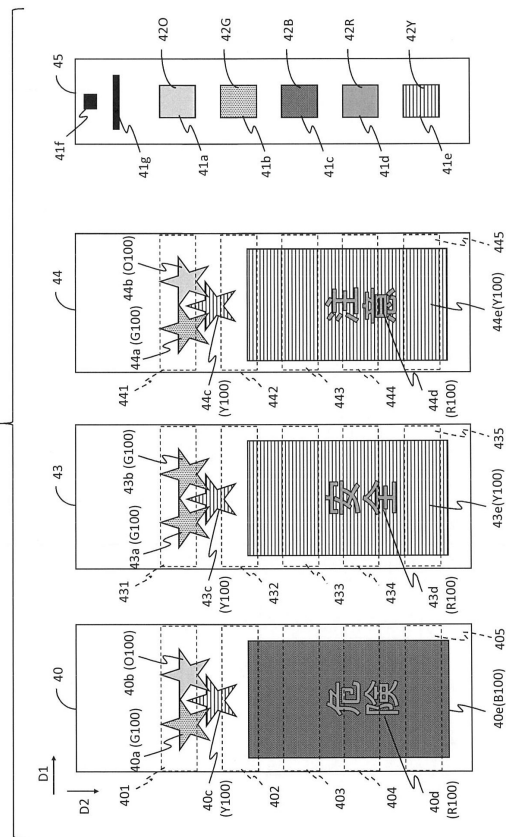 41f
45
42O
42G
42B
42R
42Y
41g
41a
41b
41c
41d
41e
44
44a (G100)
44b (O100)
441
44c
(Y100)
442
443
444
44d
(R100)
445
44e(Y100)
注意
43
43a (G100)
43b (G100)
431
43c
(Y100)
432
433
434
43d
(R100)
435
43e(Y100)
安全
D1
D2
40
40a (G100)
40b (O100)
401
40c
(Y100)
402
403
404
40d
(R100)
405
40e(B100)
危険